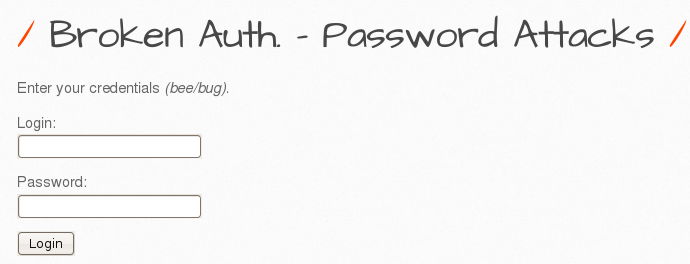 / Broken Auth. - Password Attacks /
Enter your credentials (bee/bug).
Login:
Password:
Login